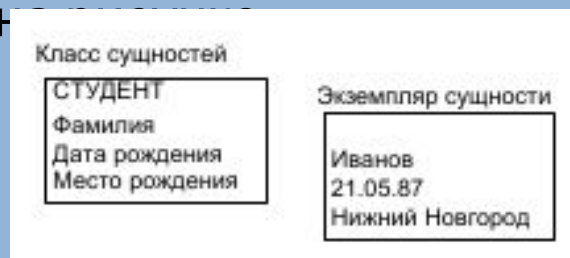 Класс сущностей
СТУДЕНТ
Фамилия
Дата рождения
Место рождения
Экземпляр сущности
Иванов
21.05.87
Нижний Новгород